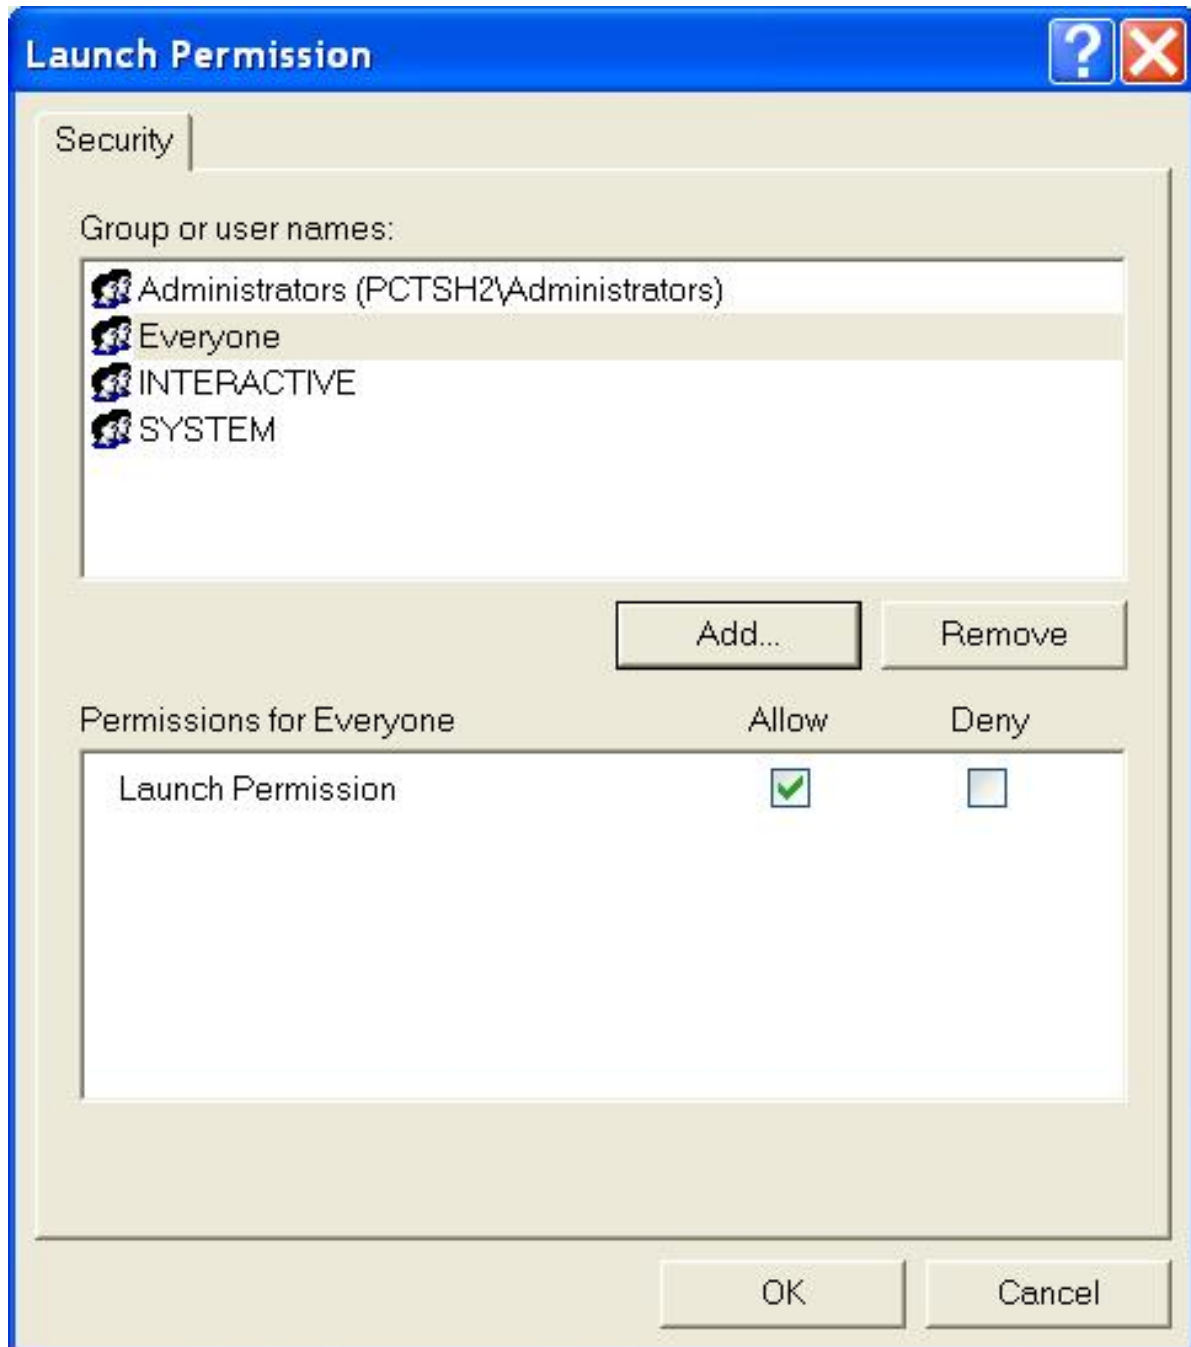 Launch Permission
Security
Group or user names:
Administrators (PCTSH2\Administrators)
Everyone
INTERACTIVE
SYSTEM
Add... Remove
Permissions for Everyone Allow Deny
Launch Permission
OK Cancel